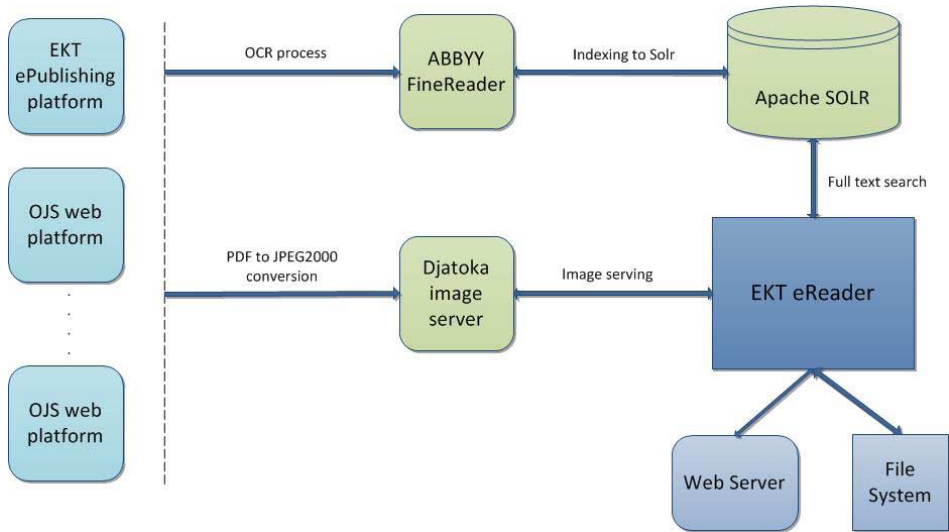 EKT
ePublishing
platform
OCR process
ABBYY
FineReader
Indexing to Solr
Apache SOLR
Full text search
OJS web
platform
PDF to JPEG2000
conversion
Djatoka
image
server
Image serving
EKT eReader
OJS web
platform
Web Server
File
System